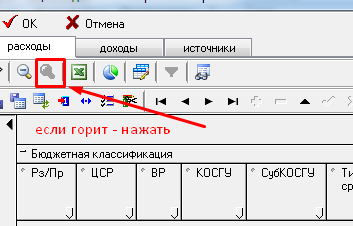 OK Отмена
расходы доходы источники
если горит - нажать
Бюджетная классификация
Рз/Пр ЦСР ВР КОСГУ СубКОСГУ Ти
ср